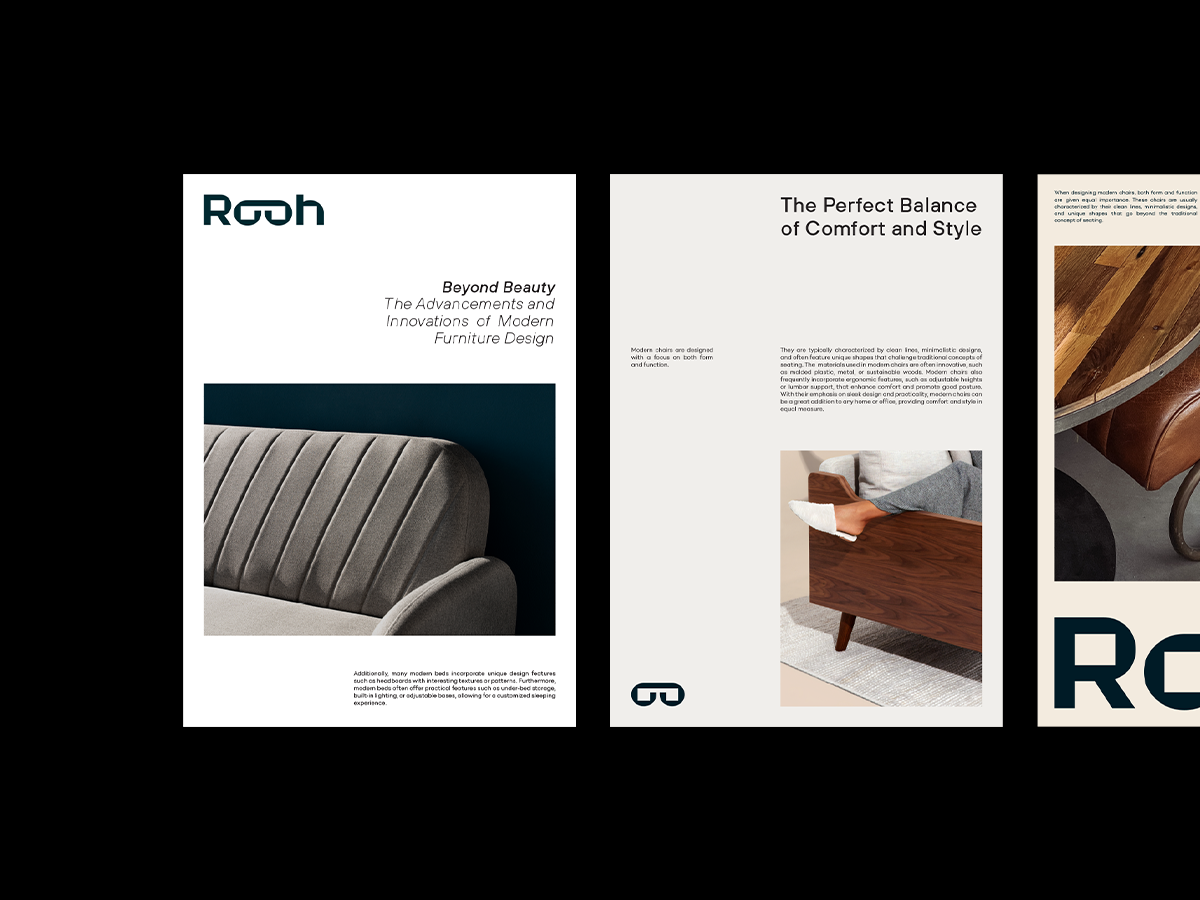 Rooh
Beyond Beauty
The Advancements and
Innovations of Modern
Furniture Design
Additionally, many modern beds incorporate unique design features
such as headboards with interesting textures or patterns. Furthermore,
modern beds often offer practical features such as under-bed storage,
built-in lighting, or adjustable bases, allowing for a customized sleeping
experience.
The Perfect Balance
of Comfort and Style
Modern chairs are designed
with a focus on both form
and function.
They are typically characterized by clean lines, minimalistic designs,
and often feature unique shapes that challenge traditional concepts of
seating. The materials used in modern chairs are often innovative, such
as molded plastic, metal, or sustainable woods. Modern chairs also
frequently incorporate ergonomic features, such as adjustable heights
or lumbar support, that enhance comfort and promote good posture.
With their emphasis on sleek design and practicality, modern chairs can
be a great addition to any home or office, providing comfort and style in
equal measure.
When designing modern chairs, both form and function
are given equal importance. These chairs are usually
characterized by their clean lines, minimalistic designs,
and unique shapes that go beyond the traditional
concept of seating.
Ro